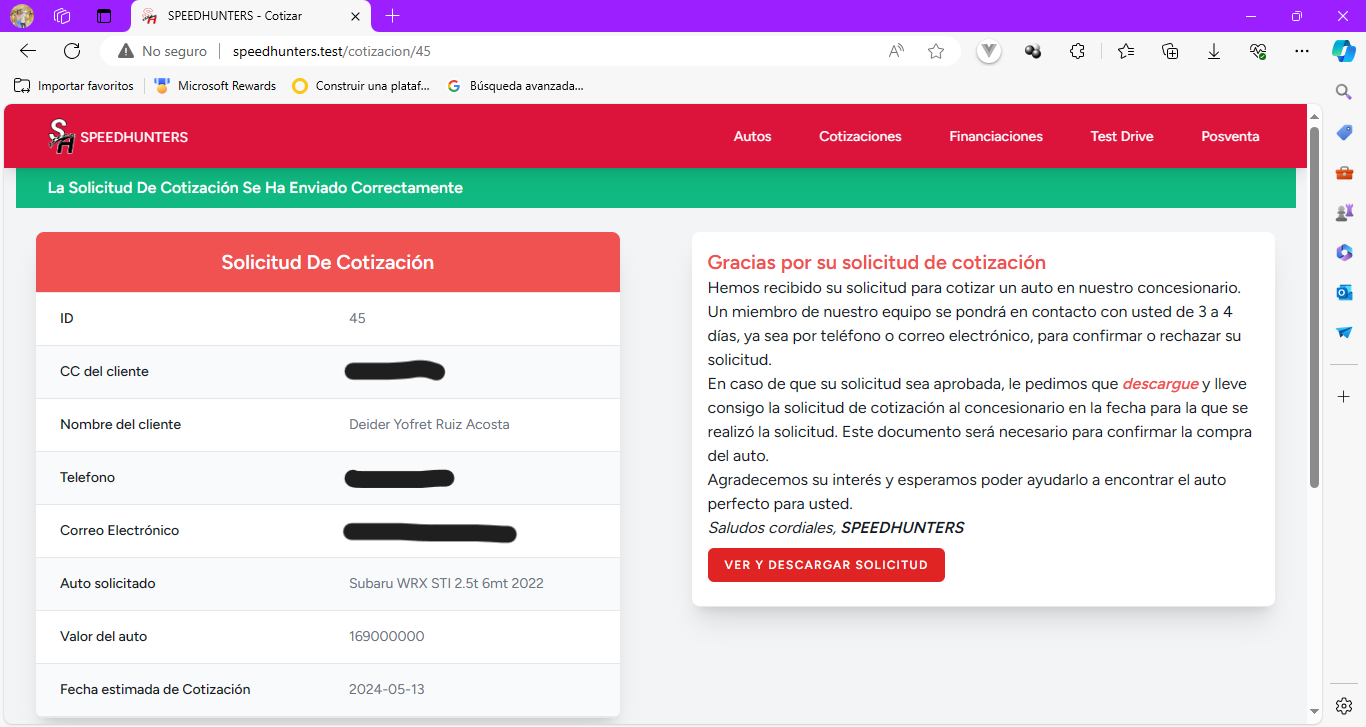 SPEEDHUNTERS - Cotizar
No seguro
speedhunters.test/cotizacion/45
Importar favoritos
Microsoft Rewards
Construir una plataf...
Búsqueda avanzada...
SPEEDHUNTERS
Autos
Cotizaciones
Financiaciones
Test Drive
Posventa
La Solicitud De Cotización Se Ha Enviado Correctamente
Solicitud De Cotización
ID 45
CC del cliente
Nombre del cliente Deider Yofret Ruiz Acosta
Telefono
Correo Electrónico
Auto solicitado Subaru WRX STI 2.5t 6mt 2022
Valor del auto 169000000
Fecha estimada de Cotización 2024-05-13
Gracias por su solicitud de cotización
Hemos recibido su solicitud para cotizar un auto en nuestro concesionario.
Un miembro de nuestro equipo se pondrá en contacto con usted de 3 a 4
días, ya sea por teléfono o correo electrónico, para confirmar o rechazar su
solicitud.
En caso de que su solicitud sea aprobada, le pedimos que descargue y lleve
consigo la solicitud de cotización al concesionario en la fecha para la que se
realizó la solicitud. Este documento será necesario para confirmar la compra
del auto.
Agradecemos su interés y esperamos poder ayudarlo a encontrar el auto
perfecto para usted.
Saludos cordiales, SPEEDHUNTERS
VER Y DESCARGAR SOLICITUD